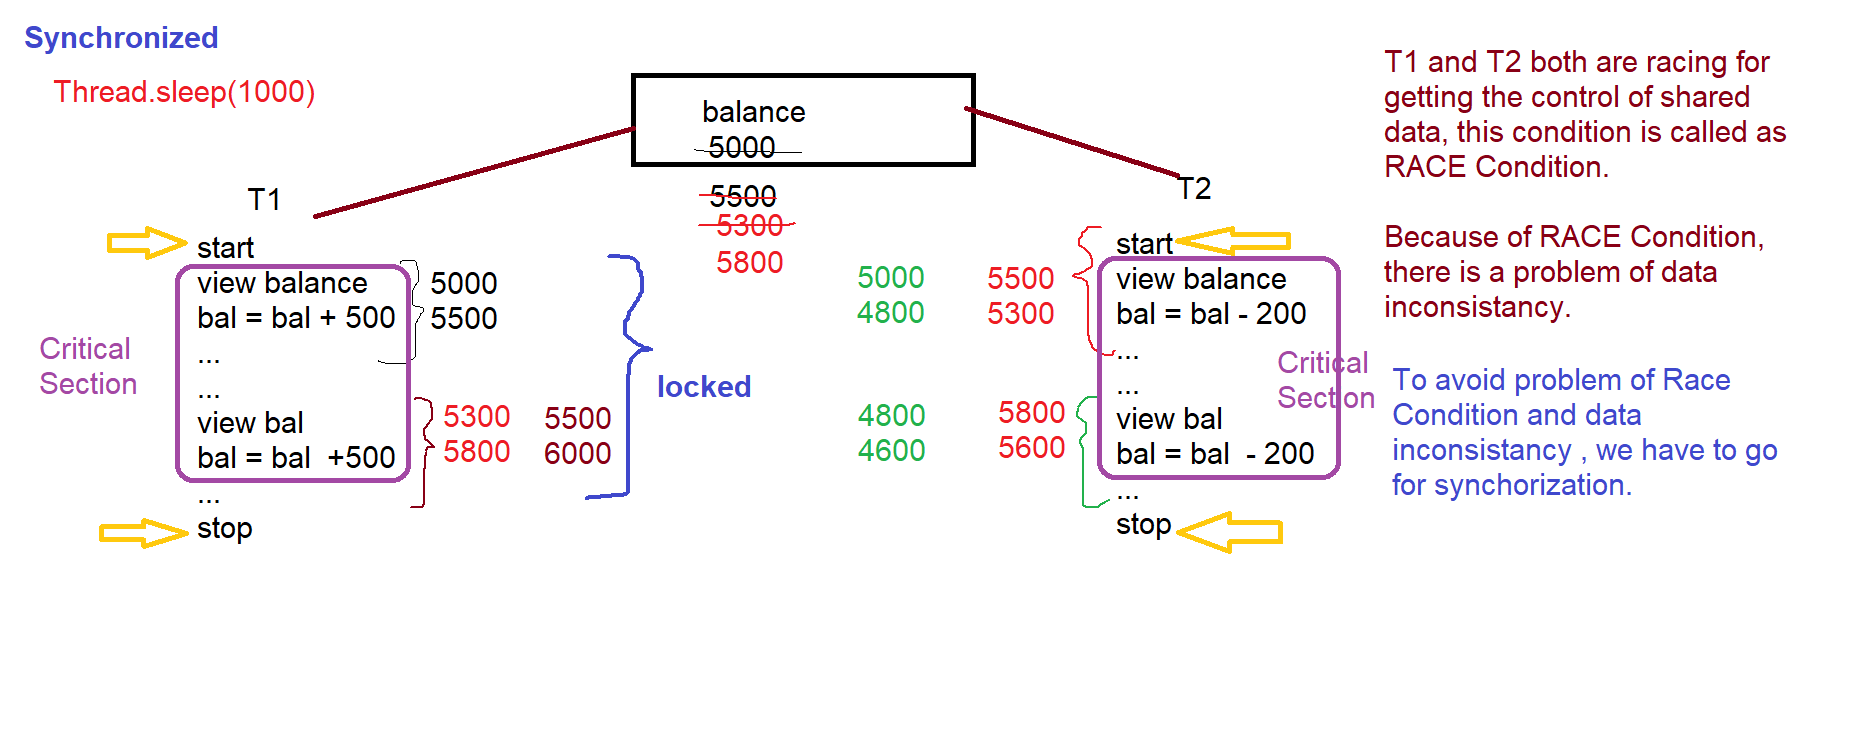 Synchronized
Thread.sleep(1000)
balance
5000
5500
5300
5800
T1
start
view balance
bal = bal + 500
...
...
view bal
bal = bal  +500
...
stop
Critical
Section
5000
5500
5300
5800
5500
6000
locked
5000
4800
4800
4600
5500
5300
5800
5600
T2
start
view balance
bal = bal - 200
...
...
view bal
bal = bal  - 200
...
stop
Critical
Section
T1 and T2 both are racing for
getting the control of shared
data, this condition is called as
RACE Condition.
Because of RACE Condition,
there is a problem of data
inconsistancy.
To avoid problem of Race
Condition and data
inconsistancy , we have to go
for synchorization.